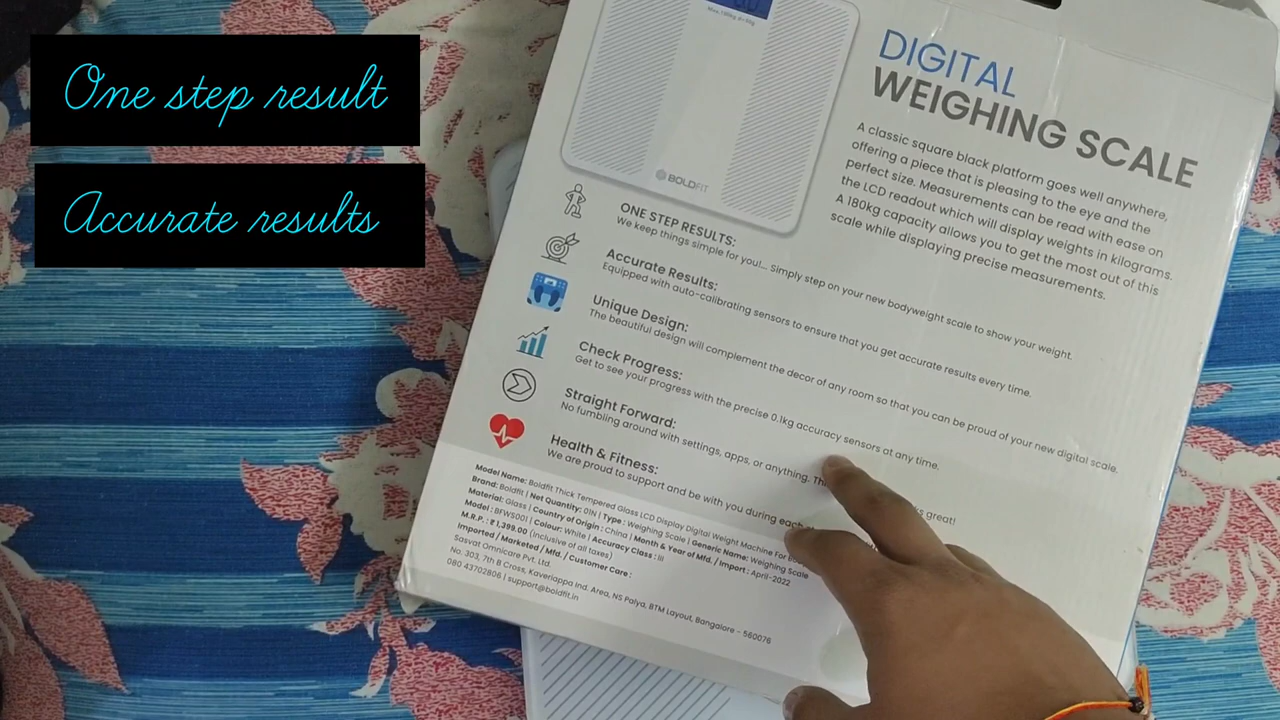 One step result
Accurate results
Max. 180kg d=50g
BOLDFIT
DIGITAL
WEIGHING SCALE
A classic square black platform goes well anywhere,
offering a piece that is pleasing to the eye and the
perfect size. Measurements can be read with ease on
the LCD readout which will display weights in kilograms.
A 180kg capacity allows you to get the most out of this
scale while displaying precise measurements.
ONE STEP RESULTS:
We keep things simple for you!... Simply step on your new bodyweight scale to show your weight.
Accurate Results:
Equipped with auto-calibrating sensors to ensure that you get accurate results every time.
Unique Design:
The beautiful design will complement the decor of any room so that you can be proud of your new digital scale.
Check Progress:
Get to see your progress with the precise 0.1kg accuracy sensors at any time.
Straight Forward:
No fumbling around with settings, apps, or anything. great!
Health & Fitness:
We are proud to support and be with you during each
Model Name: Boldfit Thick Tempered Glass LCD Display Digital Weight Machine For
Brand: Boldfit | Net Quantity: 01N | Type : Weighing Scale | Generic Name: Weighing Scale
Material: Glass | Country of Origin : China | Month & Year of Mfd. / Import : April-2022
Model : BFWS001 | Colour: White | Accuracy Class : iii
M.R.P. : ₹ 1,399.00 (Inclusive of all taxes)
Imported / Marketed / Mfd. / Customer Care :
Sasvat Omnicare Pvt. Ltd.
No. 303, 7th B Cross, Kaveriappa Ind. Area, NS Palya, BTM Layout, Bangalore - 560076
080 43702806 | support@boldfit.in